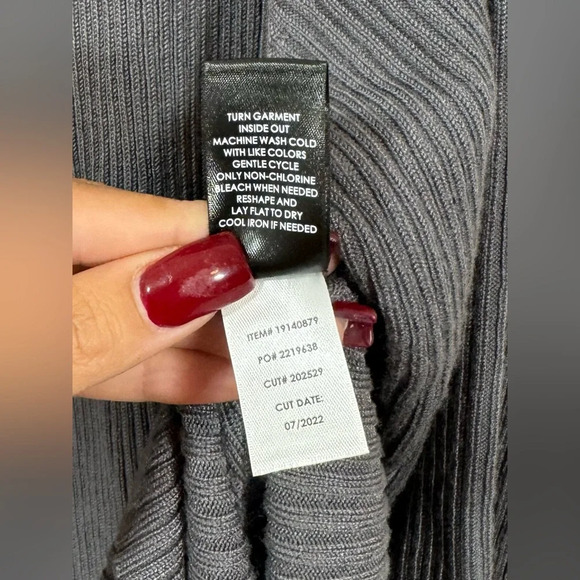 TURN GARMENT
INSIDE OUT
MACHINE WASH COLD
WITH LIKE COLORS
GENTLE CYCLE
ONLY NON-CHLORINE
BLEACH WHEN NEEDED
RESHAPE AND
LAY FLAT TO DRY
COOL IRON IF NEEDED
ITEM# 19140879
PO# 2219638
CUT# 202529
CUT DATE:
07/2022